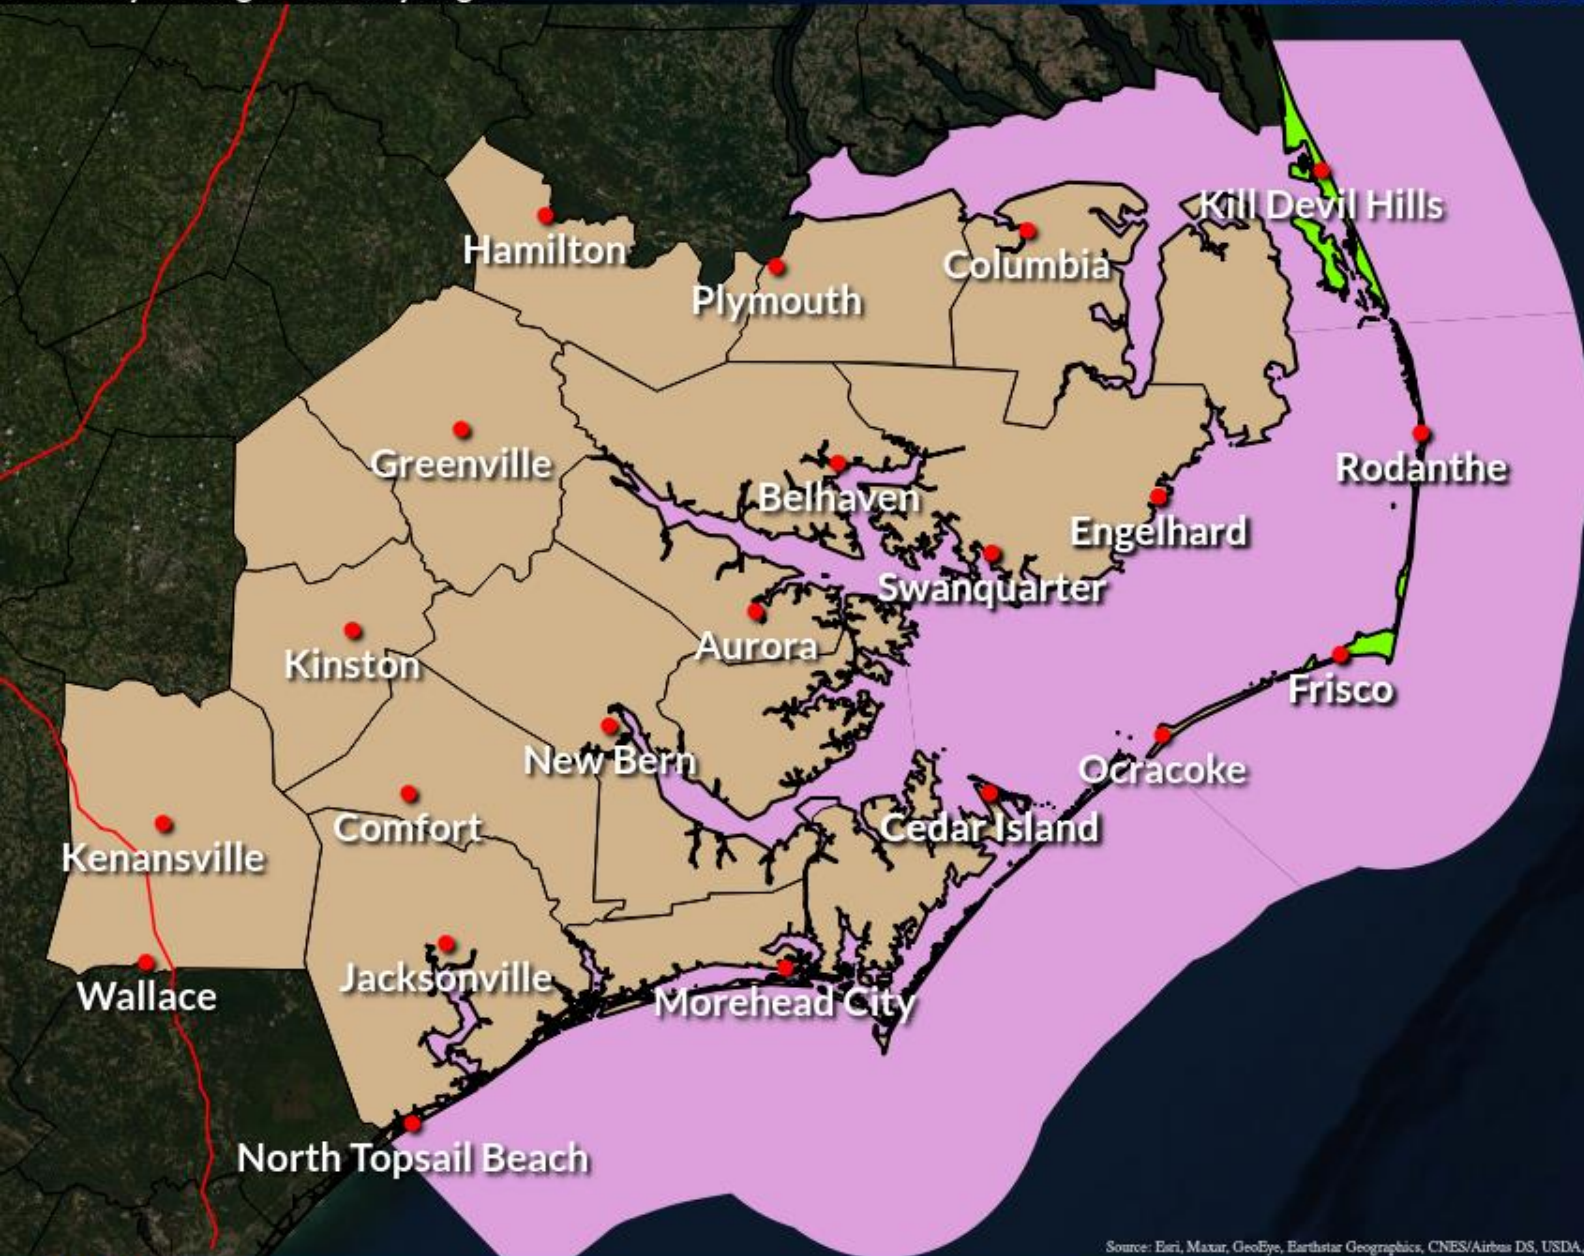 Kill Devil Hills
Hamilton
Columbia
Plymouth
Greenville
Rodanthe
Belhaven
Engelhard
Swanquarter
Aurora
Kinston
Frisco
New Bern
Ocracoke
Comfort
Cedar Island
Kenansville
Jacksonville
Wallace
Morehead City
North Topsail Beach
Source: Esri, Maxar, GeoEye, Earthstar Geographics, CNES/Airbus DS, USDA